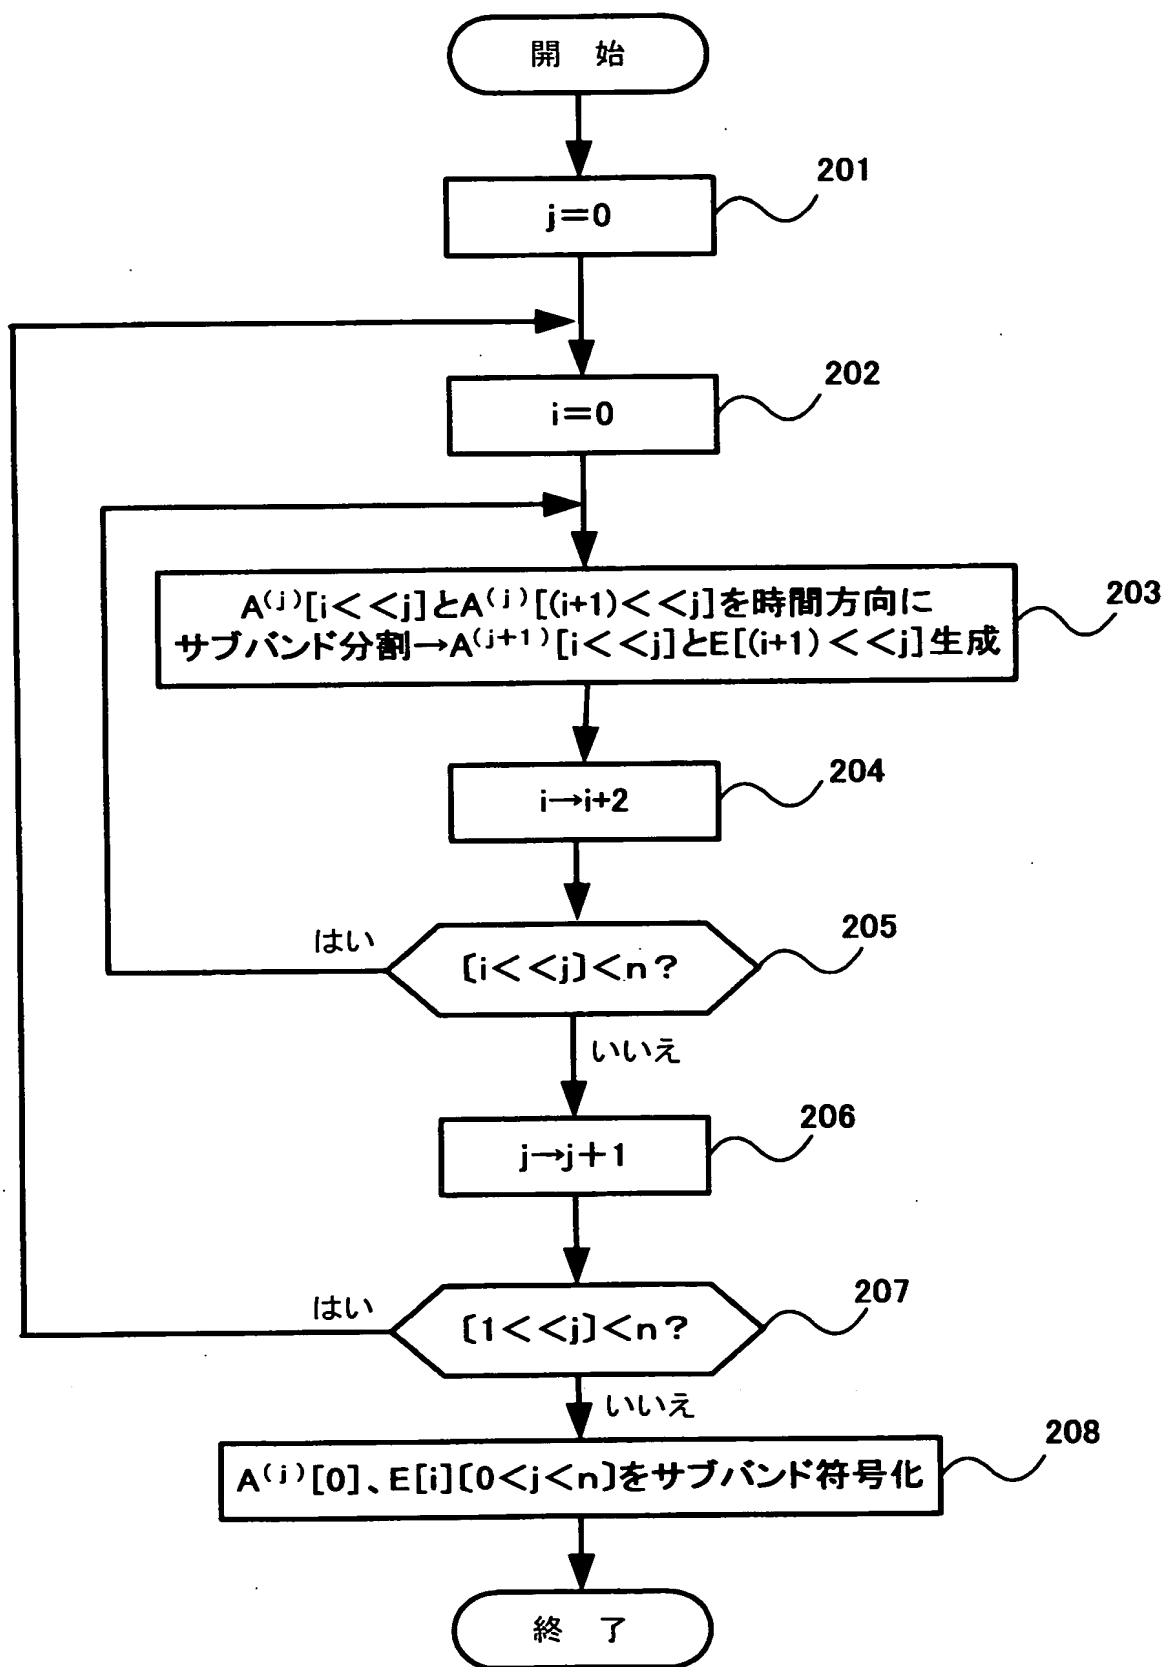 開 始
201
j=0
202
i=0
203
A(j)[i<<j]とA(j)[(i+1)<<j]を時間方向に
サブバンド分割→A(j+1)[i<<j]とE[(i+1)<<j]生成
204
i→i+2
205
はい
〔i<<j〕<n?
いいえ
206
j→j+1
207
はい
〔1<<j〕<n?
いいえ
208
A(j)[0]、E[i]〔0<j<n〕をサブバンド符号化
終 了